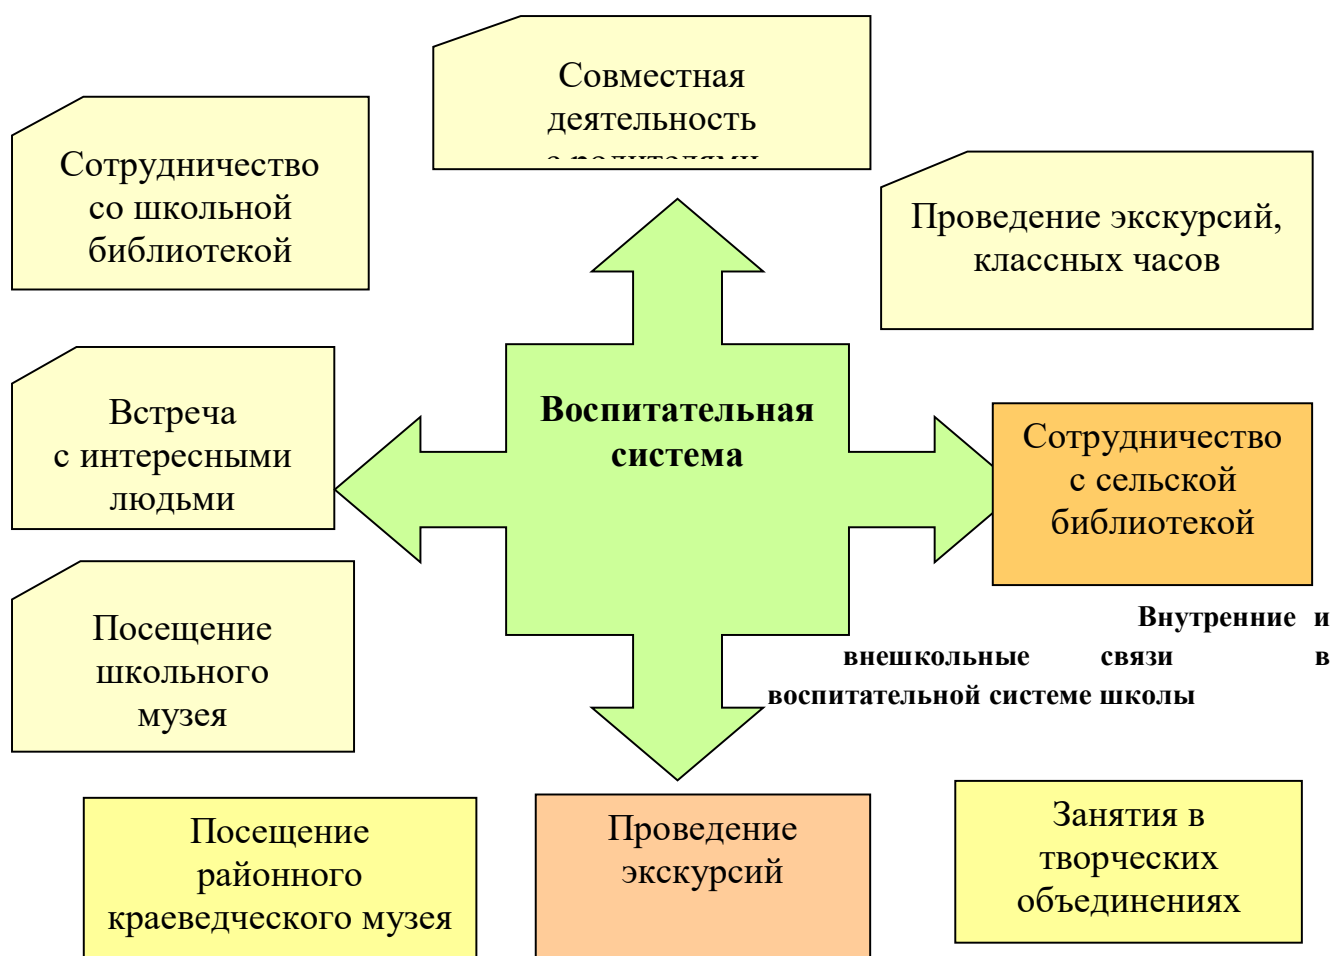 Совместная
деятельность
с родителями
Сотрудничество
со школьной
библиотекой
Проведение экскурсий,
классных часов
Встреча
с интересными
людьми
Воспитательная
система
Сотрудничество
с сельской
библиотекой
Посещение
школьного
музея
Внутренние и
внешкольные связи в
воспитательной системе школы
Посещение
районного
краеведческого музея
Проведение
экскурсий
Занятия в
творческих
объединениях